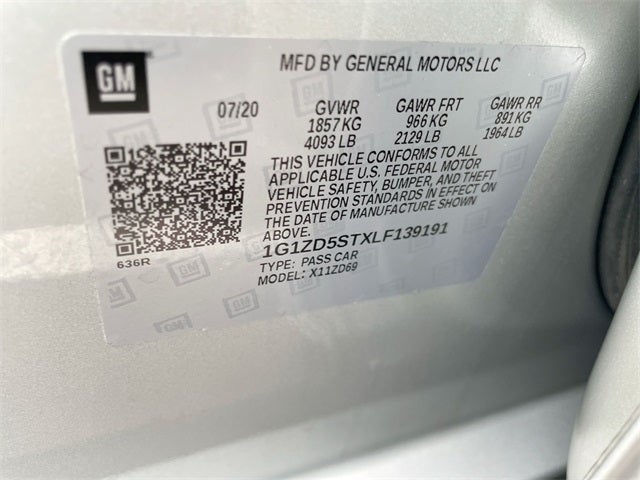 GM
MFD BY GENERAL MOTORS LLC
07/20 GVWR GAWR FRT GAWR RR
1857 KG 966 KG 891 KG
4093 LB 2129 LB 1964 LB
THIS VEHICLE CONFORMS TO ALL
APPLICABLE U.S. FEDERAL MOTOR
VEHICLE SAFETY, BUMPER, AND THEFT
PREVENTION STANDARDS IN EFFECT ON
THE DATE OF MANUFACTURE SHOWN
ABOVE.
1G1ZD5STXLF139191
TYPE: PASS CAR
MODEL: X11ZD69
636R